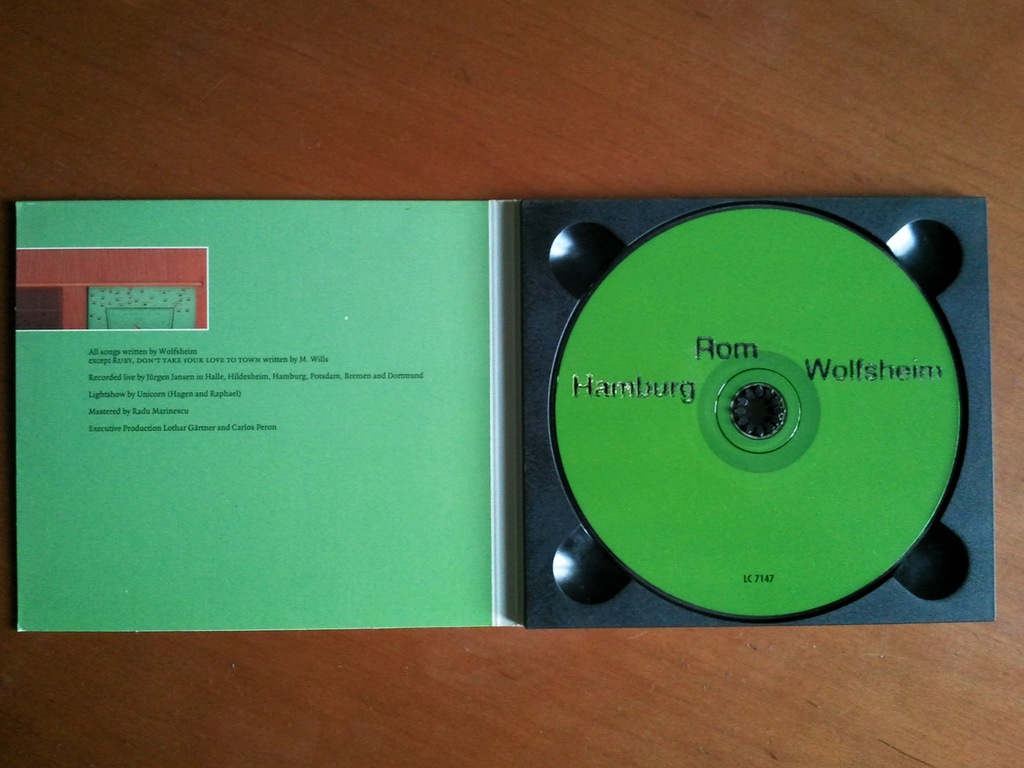 All songs written by Wolfsheim
except RUBY, DON'T TAKE YOUR LOVE TO TOWN written by M. Wills
Recorded live by Jürgen Jansen in Halle, Hildesheim, Hamburg, Potsdam, Bremen and Dortmund
Lightshow by Unicorn (Hagen and Raphael)
Mastered by Radu Marinescu
Executive Production Lothar Gärtner and Carlos Peron
Hamburg Rom Wolfsheim
LC 7147